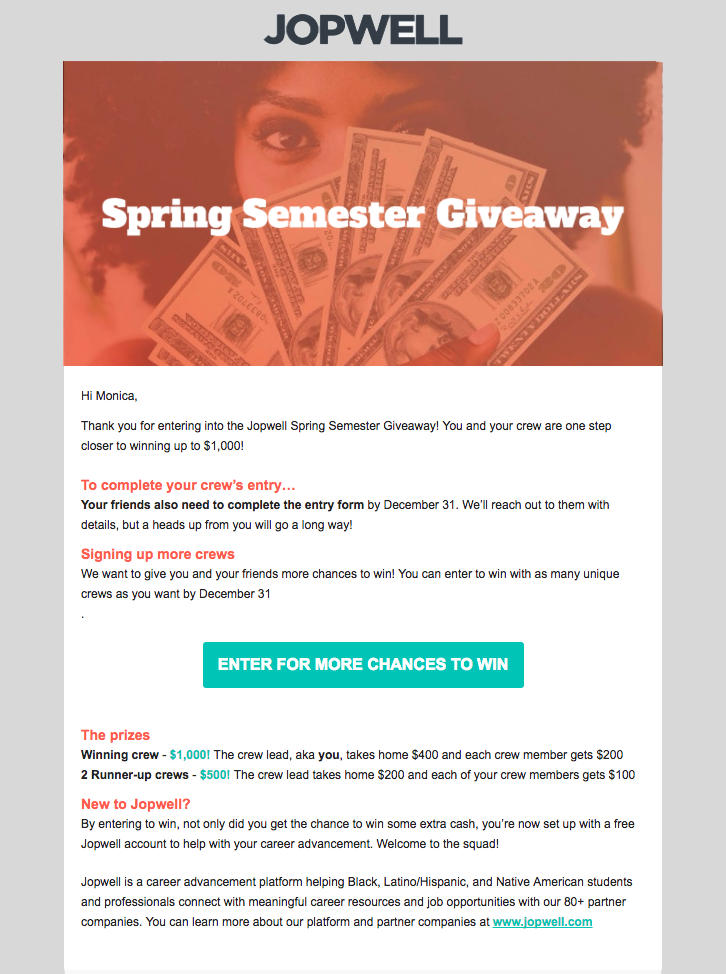 JOPWELL
Spring Semester Giveaway
Hi Monica,
Thank you for entering into the Jopwell Spring Semester Giveaway! You and your crew are one step
closer to winning up to $1,000!
To complete your crew’s entry…
Your friends also need to complete the entry form by December 31. We’ll reach out to them with
details, but a heads up from you will go a long way!
Signing up more crews
We want to give you and your friends more chances to win! You can enter to win with as many unique
crews as you want by December 31
.
ENTER FOR MORE CHANCES TO WIN
The prizes
Winning crew - $1,000! The crew lead, aka you, takes home $400 and each crew member gets $200
2 Runner-up crews - $500! The crew lead takes home $200 and each of your crew members gets $100
New to Jopwell?
By entering to win, not only did you get the chance to win some extra cash, you’re now set up with a free
Jopwell account to help with your career advancement. Welcome to the squad!
Jopwell is a career advancement platform helping Black, Latino/Hispanic, and Native American students
and professionals connect with meaningful career resources and job opportunities with our 80+ partner
companies. You can learn more about our platform and partner companies at www.jopwell.com